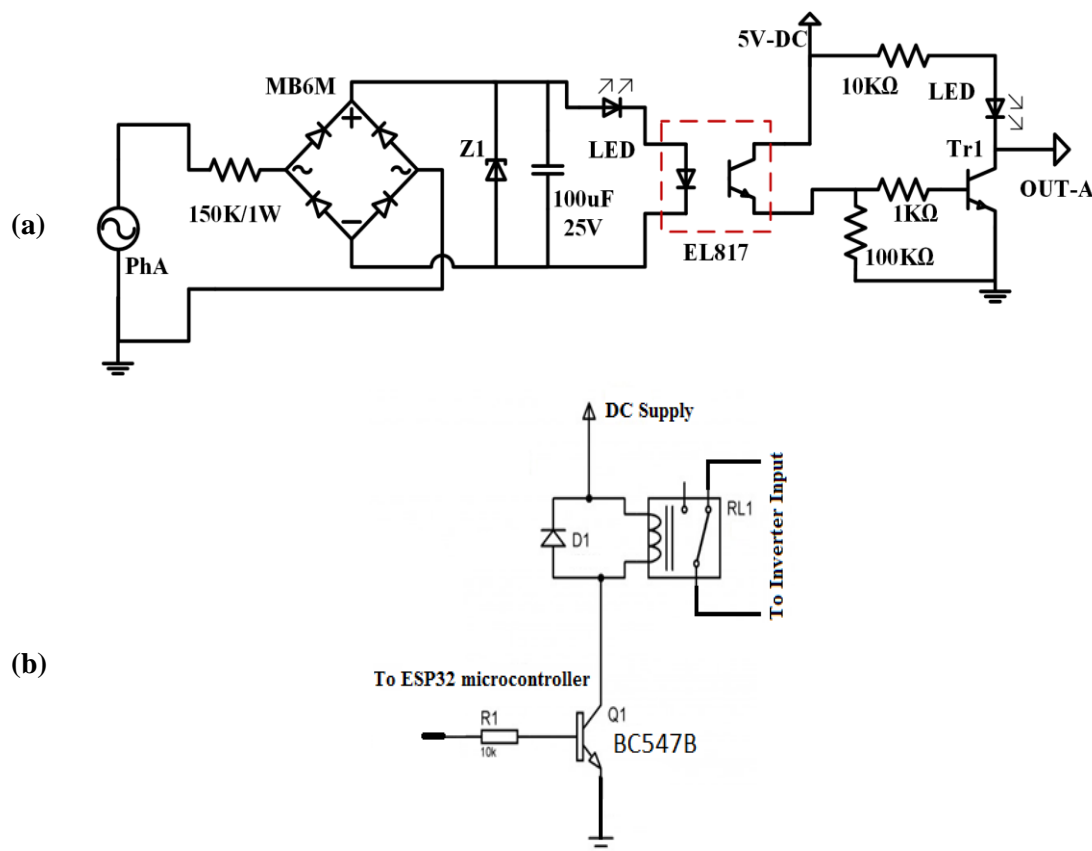 (a)
PhA
150K/1W
MB6M
+
~
~
−
Z1
100uF
25V
LED
EL817
5V-DC
10KΩ
LED
Tr1
OUT-A
1KΩ
100KΩ
(b)
DC Supply
D1
RL1
To Inverter Input
To ESP32 microcontroller
R1
10k
Q1
BC547B